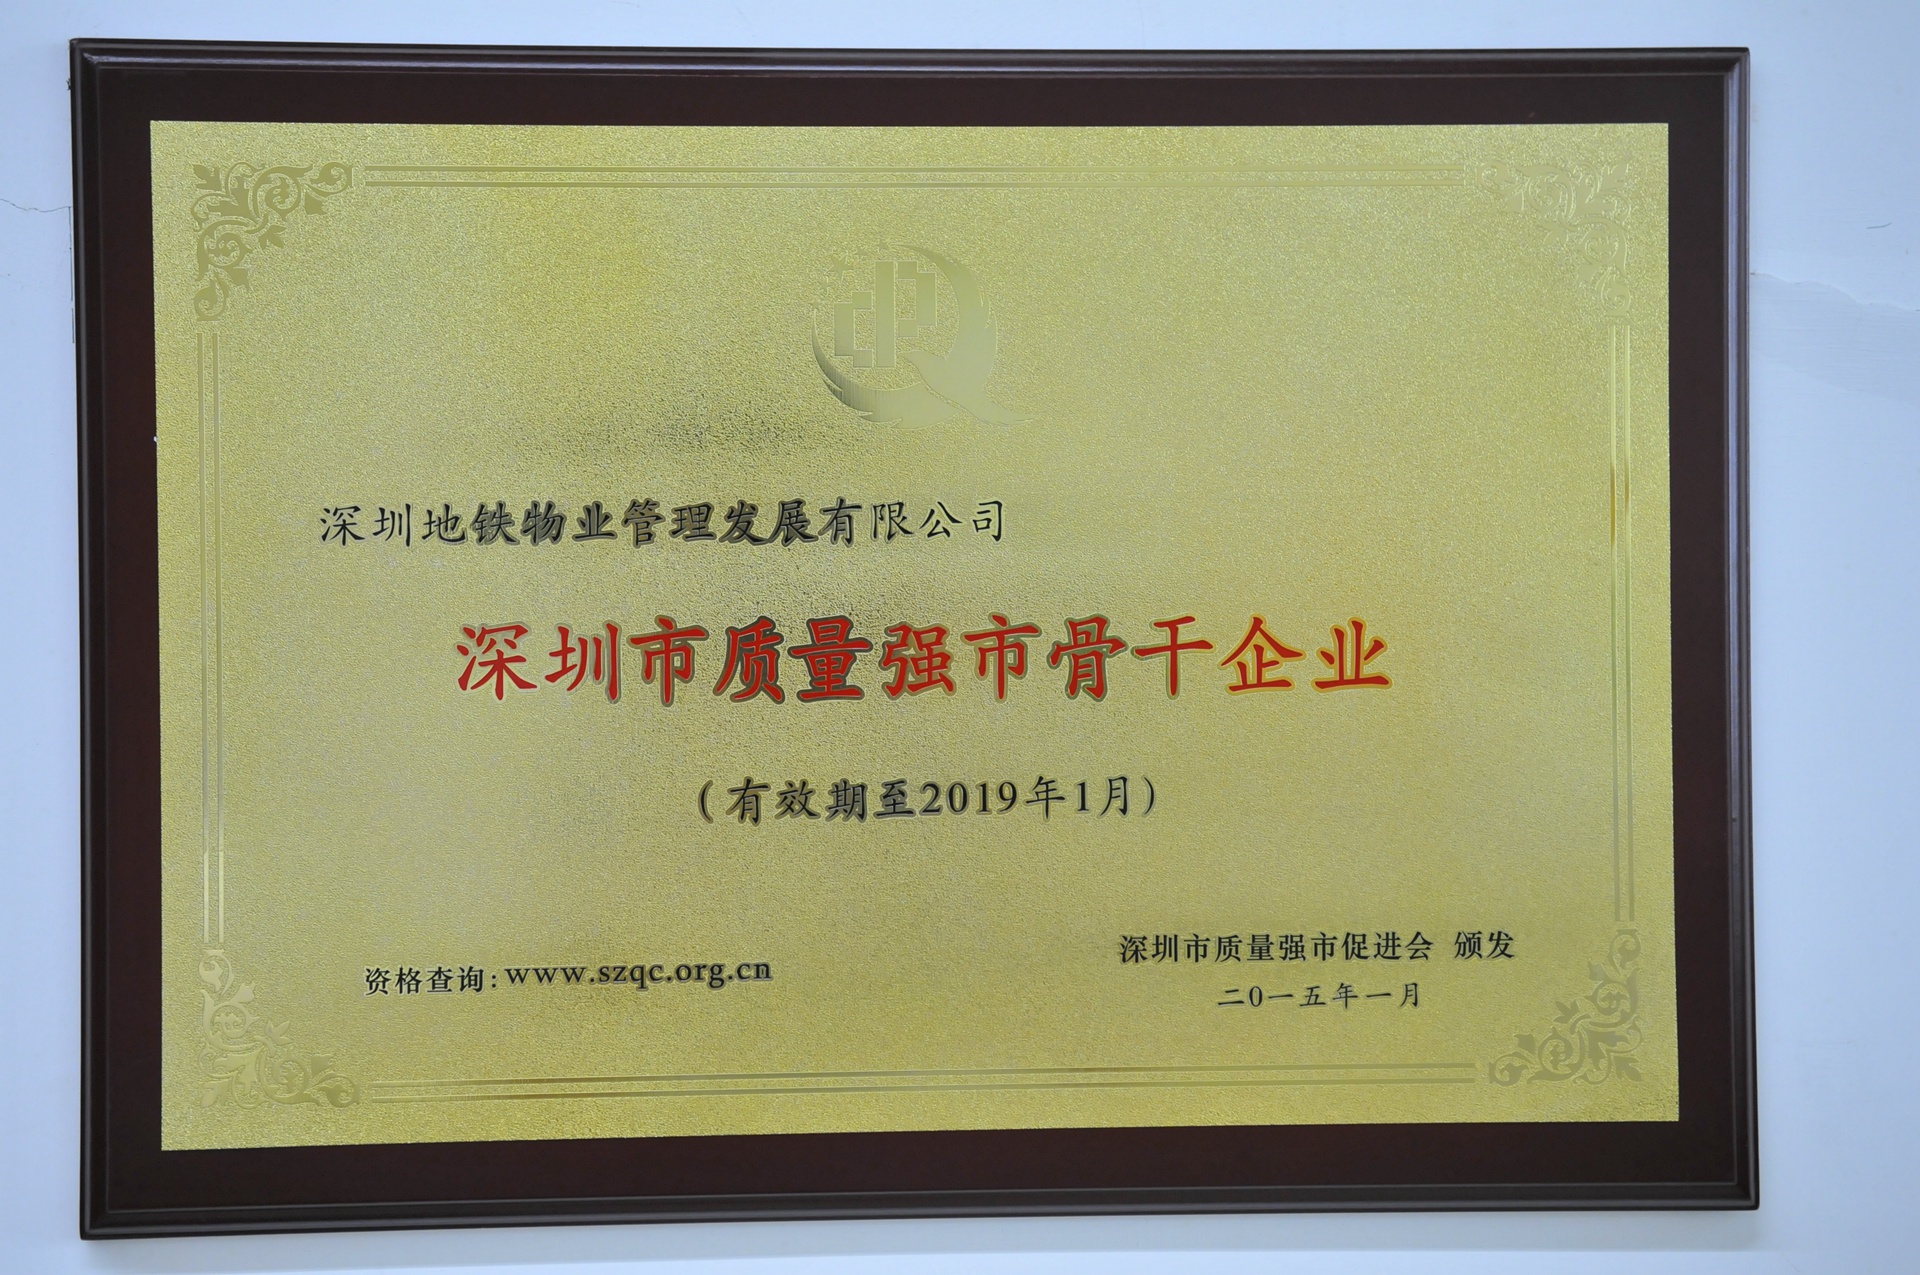 深圳地铁物业管理发展有限公司
深圳市质量强市骨干企业
(有效期至2019年1月)
资格查询:www.szqc.org.cn
深圳市质量强市促进会 颁发
二〇一五年一月